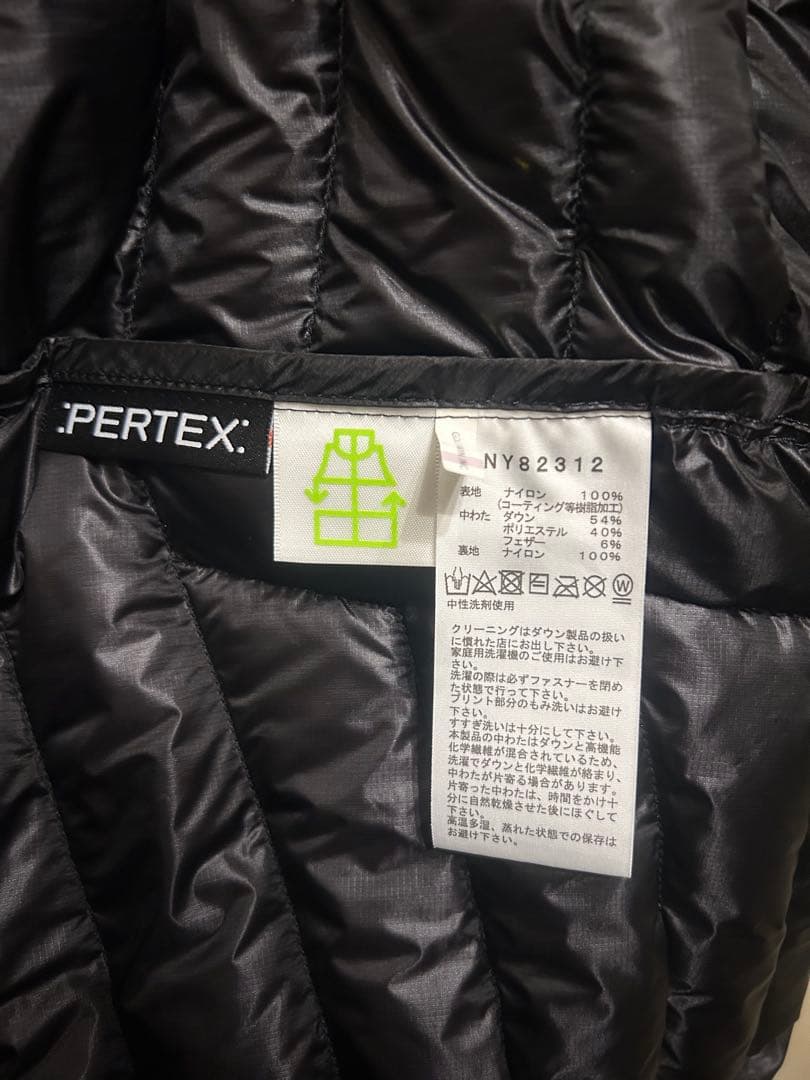 PERTEX
NY82312
表地 ナイロン 100%
(コーティング等樹脂加工)
中わた ダウン 54%
ポリエステル 40%
フェザー 6%
裏地 ナイロン 100%
W
中性洗剤使用
クリーニングはダウン製品の扱い
に慣れた店にお出し下さい。
家庭用洗濯機のご使用はお避け下
さい。
洗濯の際は必ずファスナーを閉め
た状態で行って下さい。
プリント部分のもみ洗いはお避け
下さい。
すすぎ洗いは十分にして下さい。
本製品の中わたはダウンと高機能
化学繊維が混合されているため、
洗濯でダウンと化学繊維が絡まり、
中わたが片寄る場合があります。
片寄った中わたは、時間をかけ十
分に自然乾燥させた後にほぐして
下さい。
高温多湿、蒸れた状態での保存は
お避け下さい。